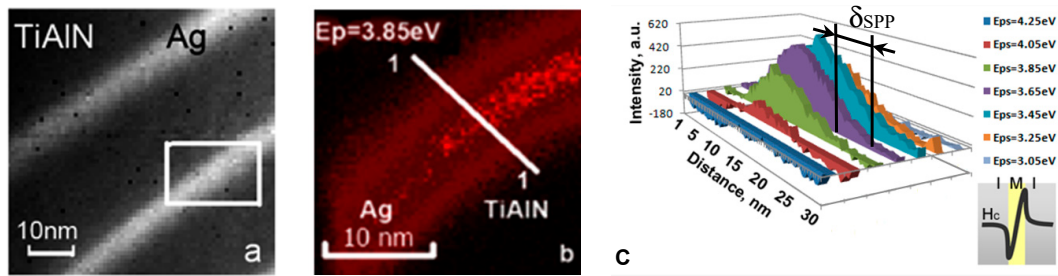 TiAlN
Ag
10nm
a
Ep=3.85eV
1
1
Ag
TiAlN
10 nm
b
δSPP
Intensity, a.u.
620
420
220
20
-180
1
5
10
15
20
25
30
Distance, nm
Eps=4.25eV
Eps=4.05eV
Eps=3.85eV
Eps=3.65eV
Eps=3.45eV
Eps=3.25eV
Eps=3.05eV
I M I
Hc
C